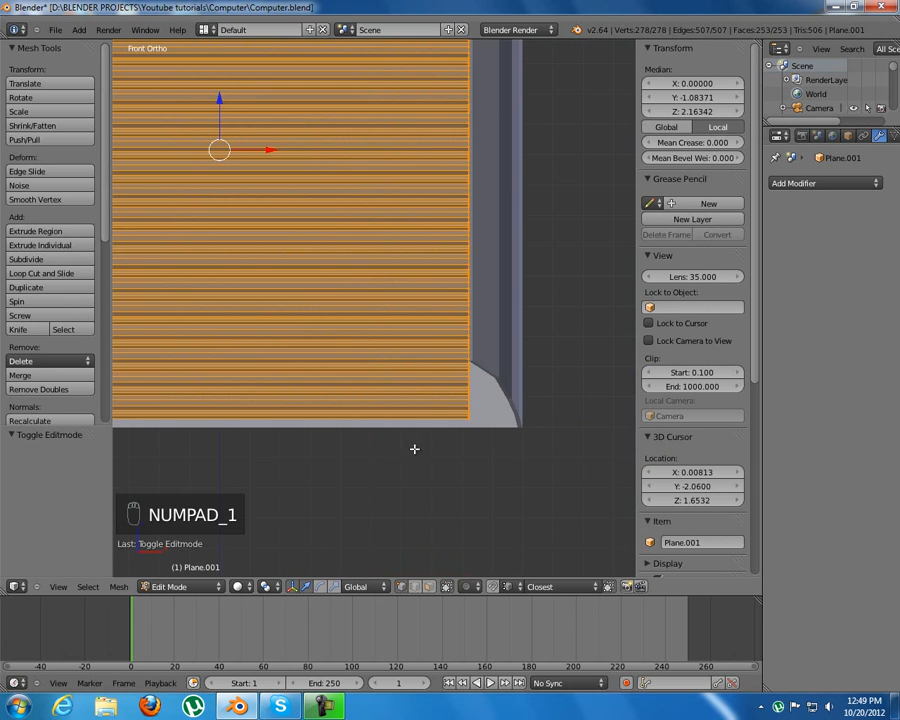 Blender* [D:\BLENDER PROJECTS\Youtube tutorials\Computer\Computer.blend]
File Add Render Window Help Default Scene Blender Render v2.64 | Verts:278/278 | Edges:507/507 | Faces:253/253 | Tris:506 | Plane.001
Mesh Tools
Transform:
Translate
Rotate
Scale
Shrink/Fatten
Push/Pull
Deform:
Edge Slide
Noise
Smooth Vertex
Add:
Extrude Region
Extrude Individual
Subdivide
Loop Cut and Slide
Duplicate
Spin
Screw
Knife Select
Remove:
Delete
Merge
Remove Doubles
Normals:
Recalculate
Toggle Editmode
Front Ortho
NUMPAD_1
Last: Toggle Editmode
(1) Plane.001
Transform
Median:
X: 0.00000
Y: -1.08371
Z: 2.16342
Global Local
Mean Crease: 0.000
Mean Bevel Wei: 0.000
Grease Pencil
New
New Layer
Delete Frame Convert
View
Lens: 35.000
Lock to Object:
Lock to Cursor
Lock Camera to View
Clip:
Start: 0.100
End: 1000.000
Local Camera:
Camera
3D Cursor
Location:
X: 0.00813
Y: -2.0600
Z: 1.6532
Item
Plane.001
Display
View Search All Sce
Scene
RenderLaye
World
Camera
Plane.001
Add Modifier
View Select Mesh Edit Mode Global Closest
-40 -20 0 20 40 60 80 100 120 140 160 180 200 220 240 260
View Marker Frame Playback Start: 1 End: 250 1 No Sync
12:49 PM
10/20/2012